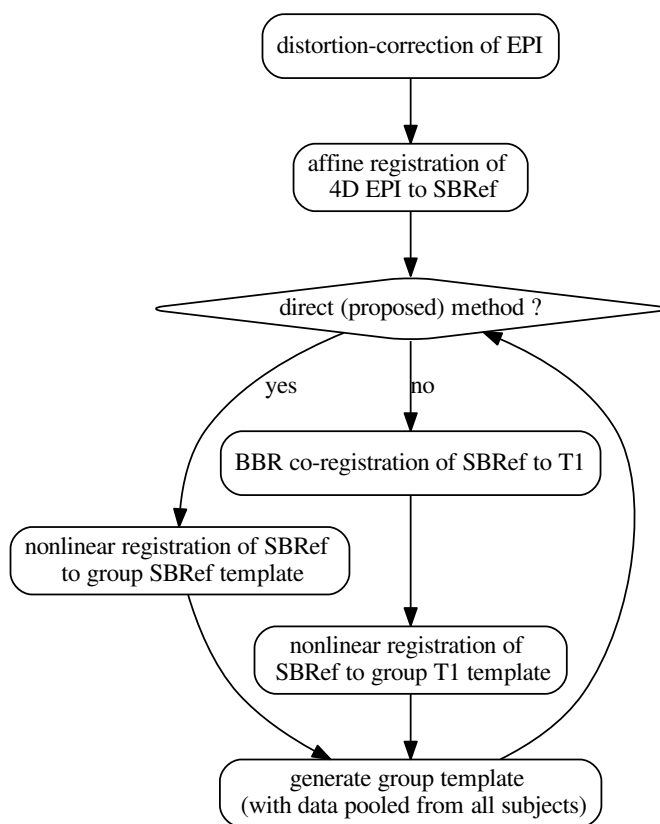 distortion-correction of EPI
affine registration of
4D EPI to SBRef
direct (proposed) method ?
yes
no
BBR co-registration of SBRef to T1
nonlinear registration of SBRef
to group SBRef template
nonlinear registration of
SBRef to group T1 template
generate group template
(with data pooled from all subjects)